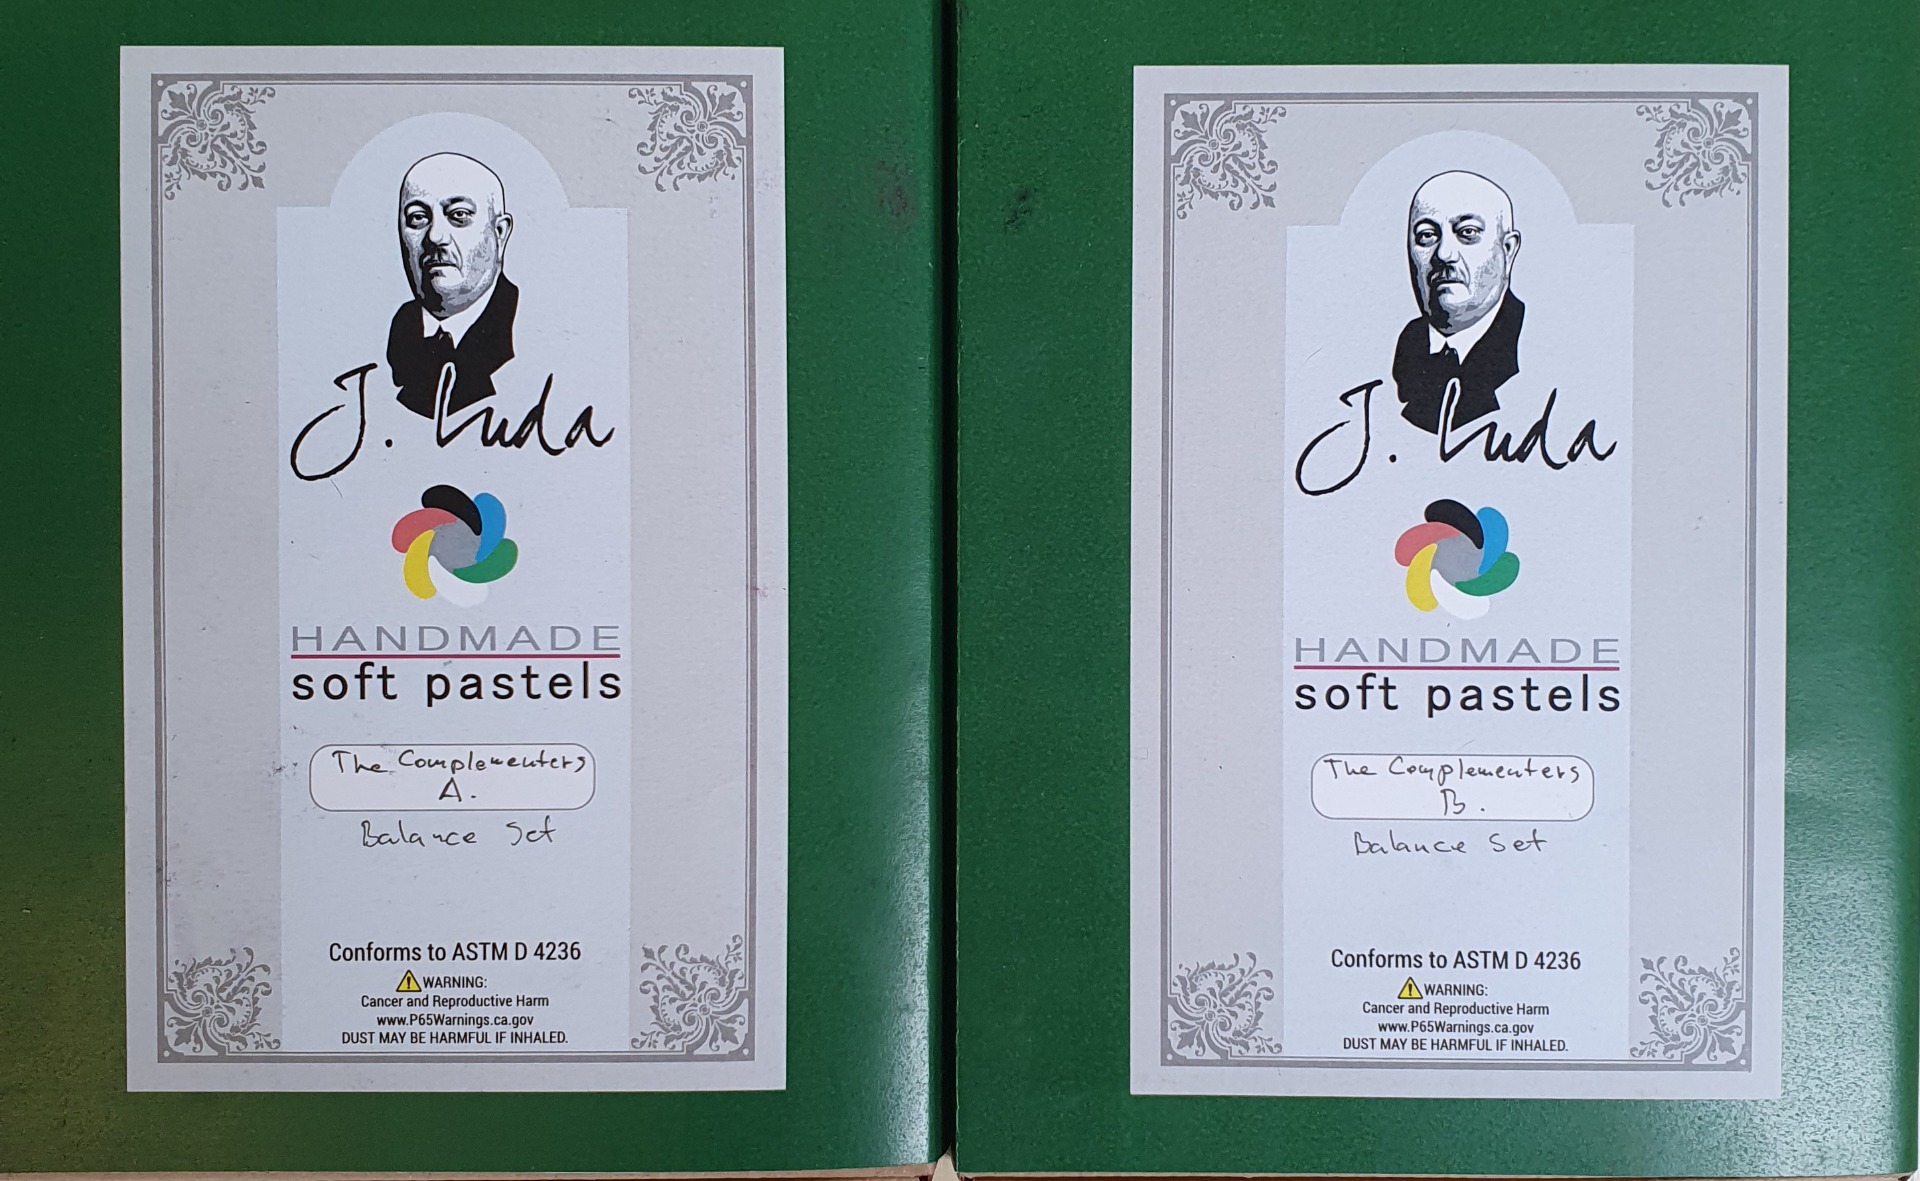 J. Luda
HANDMADE
soft pastels
The Complementers
A.
Balance Set
Conforms to ASTM D 4236
WARNING:
Cancer and Reproductive Harm
www.P65Warnings.ca.gov
DUST MAY BE HARMFUL IF INHALED.
J. Luda
HANDMADE
soft pastels
The Complementers
B.
Balance Set
Conforms to ASTM D 4236
WARNING:
Cancer and Reproductive Harm
www.P65Warnings.ca.gov
DUST MAY BE HARMFUL IF INHALED.